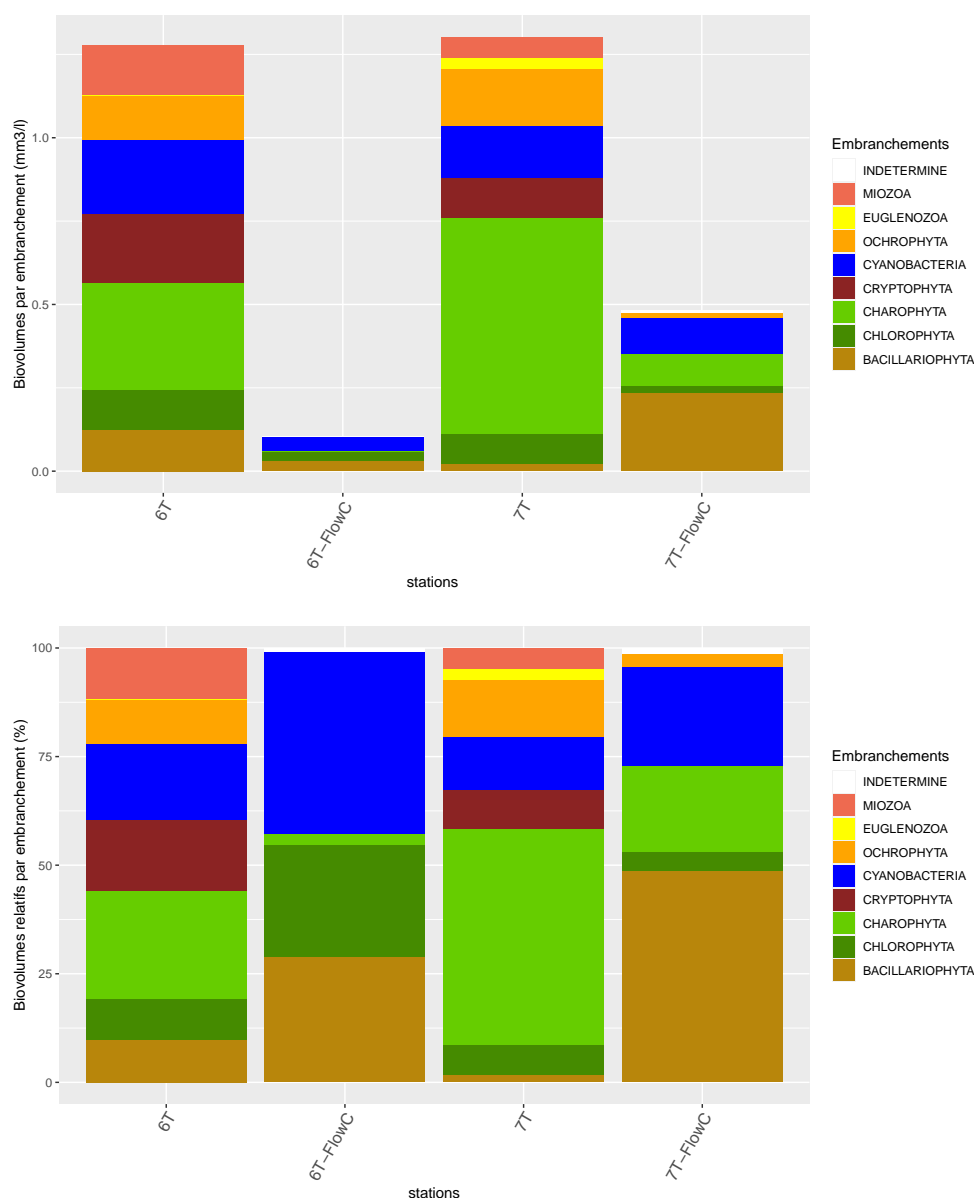 Biovolumes par embranchement (mm3/l)
1.0
0.5
0.0
6T
6T−FlowC
7T
7T−FlowC
stations
Embranchements
INDETERMINE
MIOZOA
EUGLENOZOA
OCHROPHYTA
CYANOBACTERIA
CRYPTOPHYTA
CHAROPHYTA
CHLOROPHYTA
BACILLARIOPHYTA
Biovolumes relatifs par embranchement (%)
100
75
50
25
0
6T
6T−FlowC
7T
7T−FlowC
stations
Embranchements
INDETERMINE
MIOZOA
EUGLENOZOA
OCHROPHYTA
CYANOBACTERIA
CRYPTOPHYTA
CHAROPHYTA
CHLOROPHYTA
BACILLARIOPHYTA